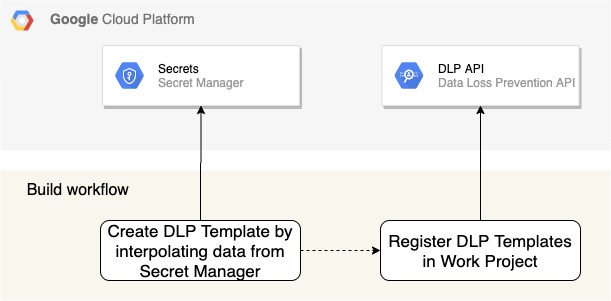 Google Cloud Platform
Secrets
Secret Manager
DLP API
Data Loss Prevention API
Build workflow
Create DLP Template by
interpolating data from
Secret Manager
Register DLP Templates
in Work Project